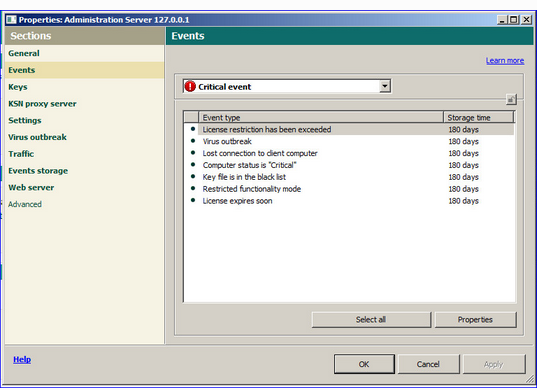 Properties: Administration Server 127.0.0.1
Sections
Events
General
Events
Keys
KSN proxy server
Settings
Virus outbreak
Traffic
Events storage
Web server
Advanced
Learn more
Critical event
Event type Storage time
License restriction has been exceeded 180 days
Virus outbreak 180 days
Lost connection to client computer 180 days
Computer status is "Critical" 180 days
Key file is in the black list 180 days
Restricted functionality mode 180 days
License expires soon 180 days
Select all Properties
Help
OK Cancel Apply